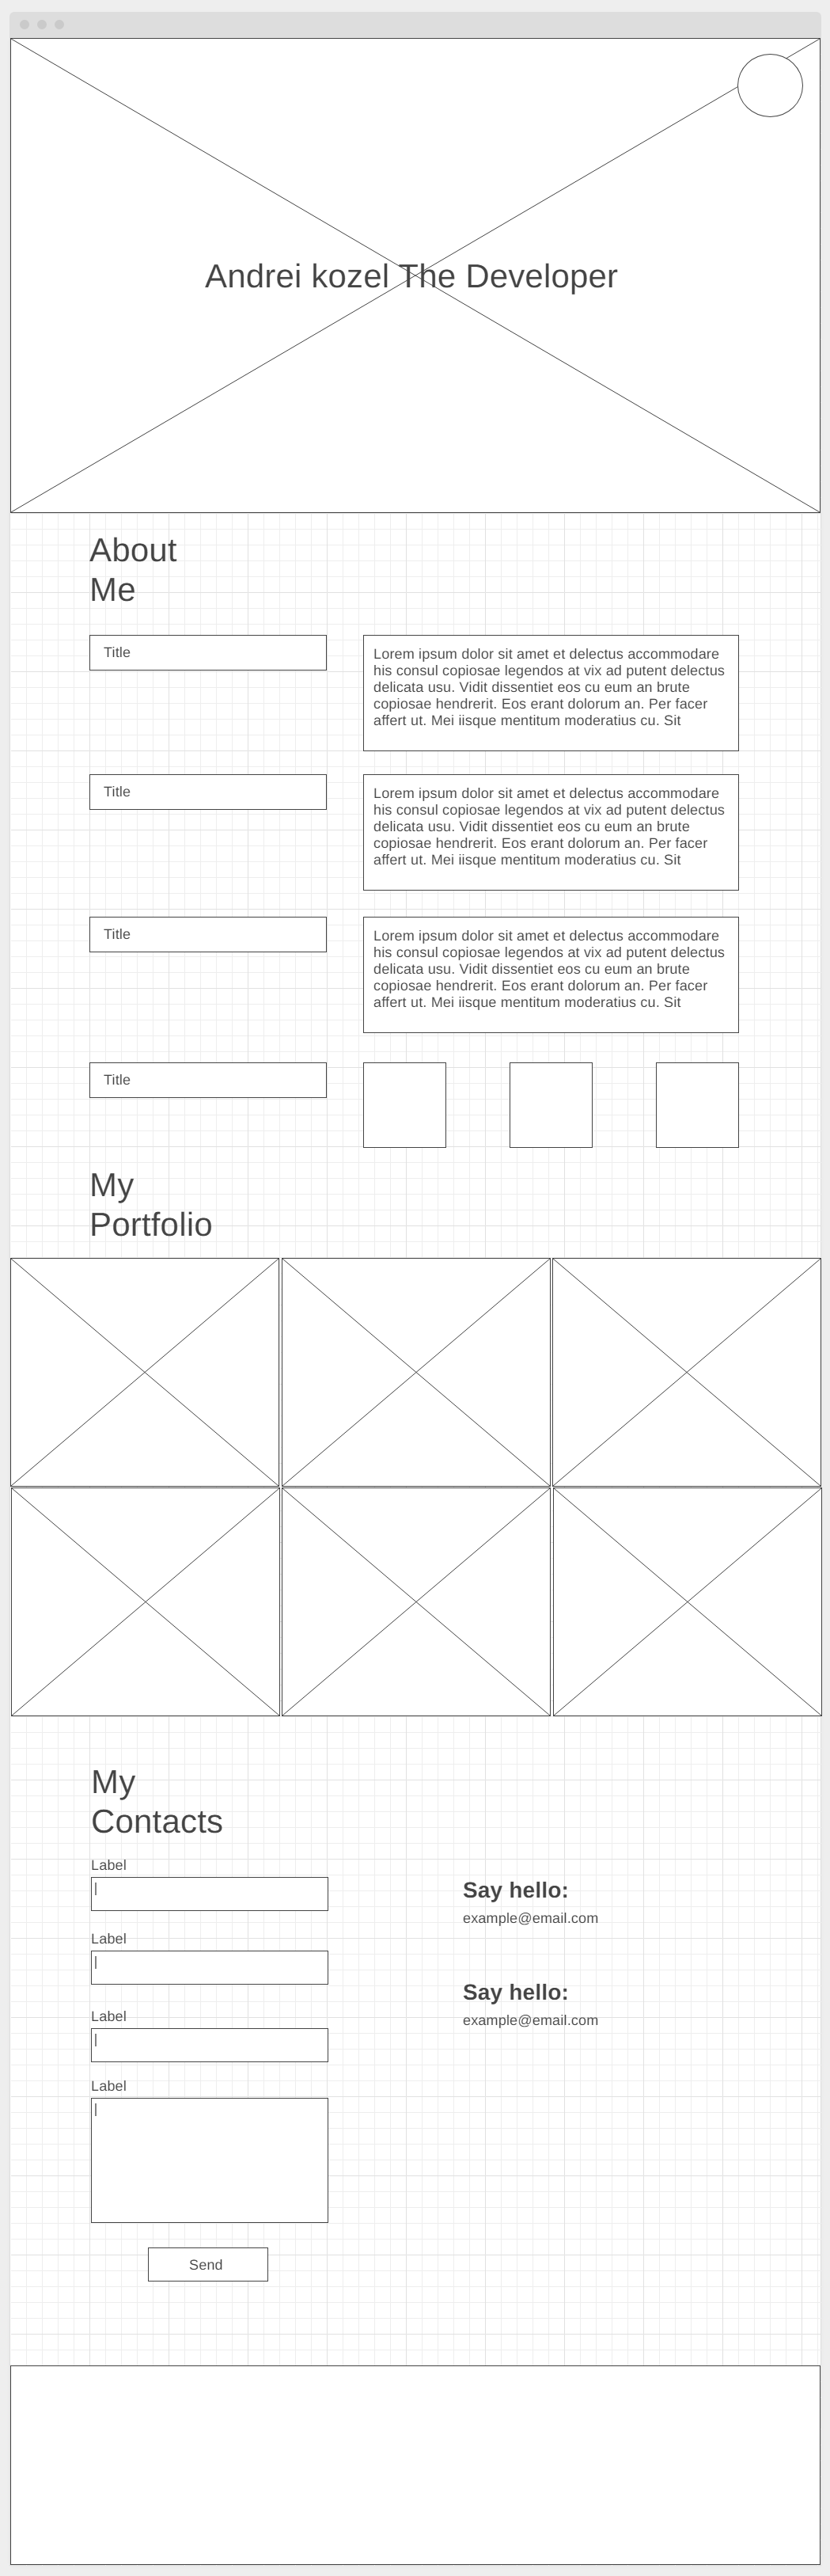 Andrei kozel The Developer
About
Me
Title
Lorem ipsum dolor sit amet et delectus accommodare
his consul copiosae legendos at vix ad putent delectus
delicata usu. Vidit dissentiet eos cu eum an brute
copiosae hendrerit. Eos erant dolorum an. Per facer
affert ut. Mei iisque mentitum moderatius cu. Sit
Title
Lorem ipsum dolor sit amet et delectus accommodare
his consul copiosae legendos at vix ad putent delectus
delicata usu. Vidit dissentiet eos cu eum an brute
copiosae hendrerit. Eos erant dolorum an. Per facer
affert ut. Mei iisque mentitum moderatius cu. Sit
Title
Lorem ipsum dolor sit amet et delectus accommodare
his consul copiosae legendos at vix ad putent delectus
delicata usu. Vidit dissentiet eos cu eum an brute
copiosae hendrerit. Eos erant dolorum an. Per facer
affert ut. Mei iisque mentitum moderatius cu. Sit
Title
My
Portfolio
My
Contacts
Label
Label
Label
Label
Send
Say hello:
example@email.com
Say hello:
example@email.com